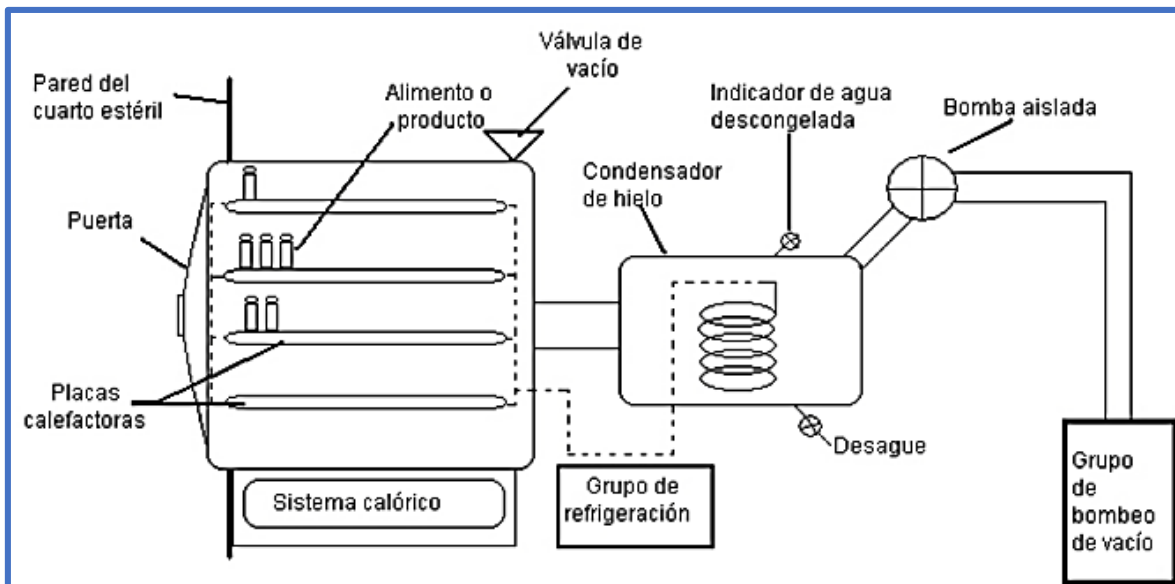 Válvula de
vacío
Pared del
cuarto estéril
Alimento o
producto
Indicador de agua
descongelada
Bomba aislada
Condensador
de hielo
Puerta
Placas
calefactoras
Desague
Sistema calórico
Grupo de
refrigeración
Grupo
de
bombeo
de vacío